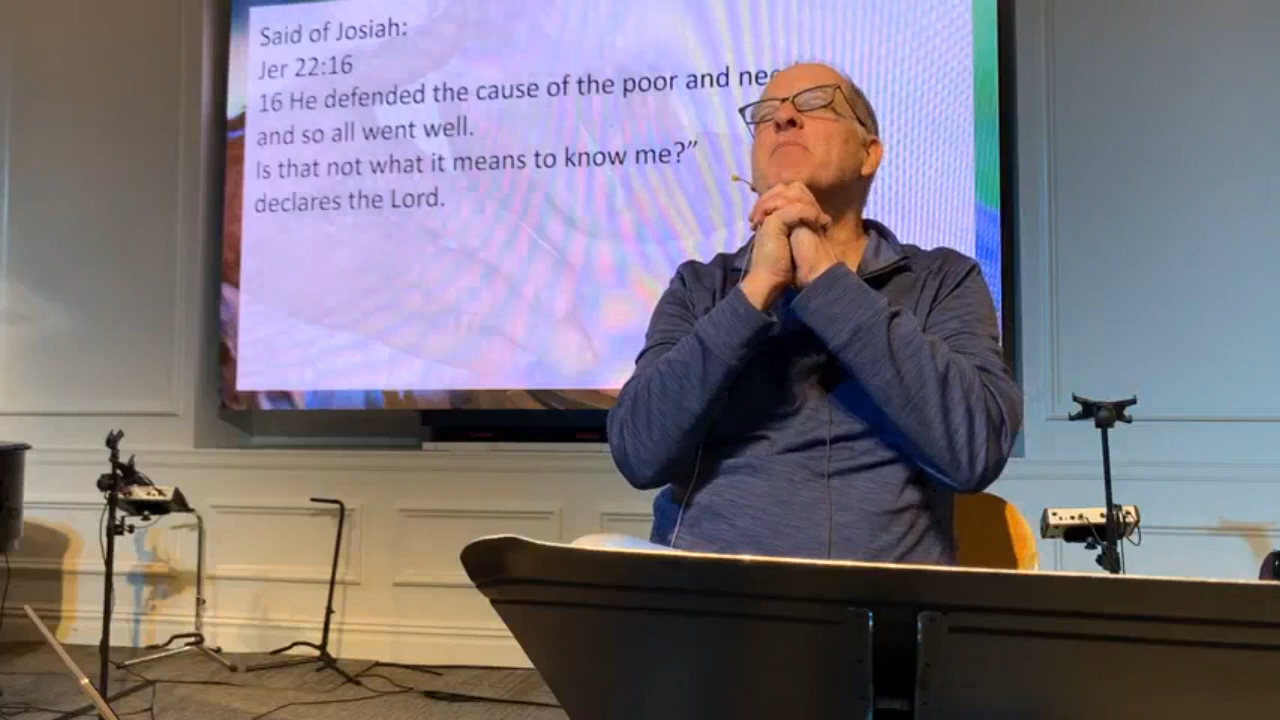 Said of Josiah:
Jer 22:16
16 He defended the cause of the poor and
and so all went well.
Is that not what it means to know me?”
declares the Lord.